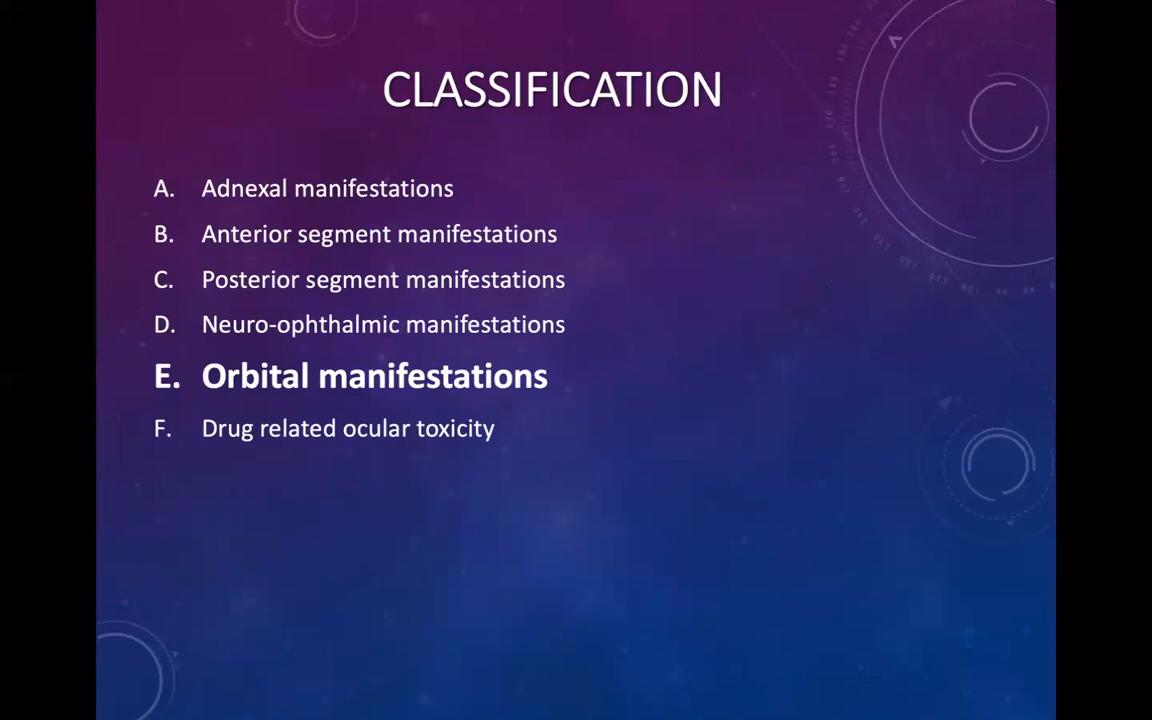 CLASSIFICATION
A. Adnexal manifestations
B. Anterior segment manifestations
C. Posterior segment manifestations
D. Neuro-ophthalmic manifestations
E. Orbital manifestations
F. Drug related ocular toxicity